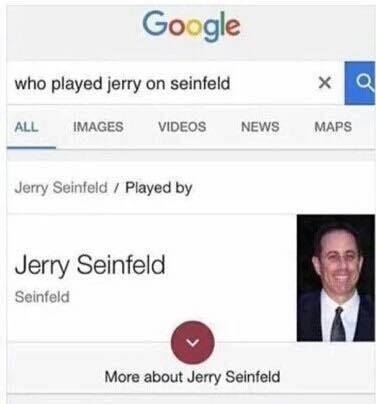 Google
who played jerry on seinfeld
ALL IMAGES VIDEOS NEWS MAPS
Jerry Seinfeld / Played by
Jerry Seinfeld
Seinfeld
More about Jerry Seinfeld